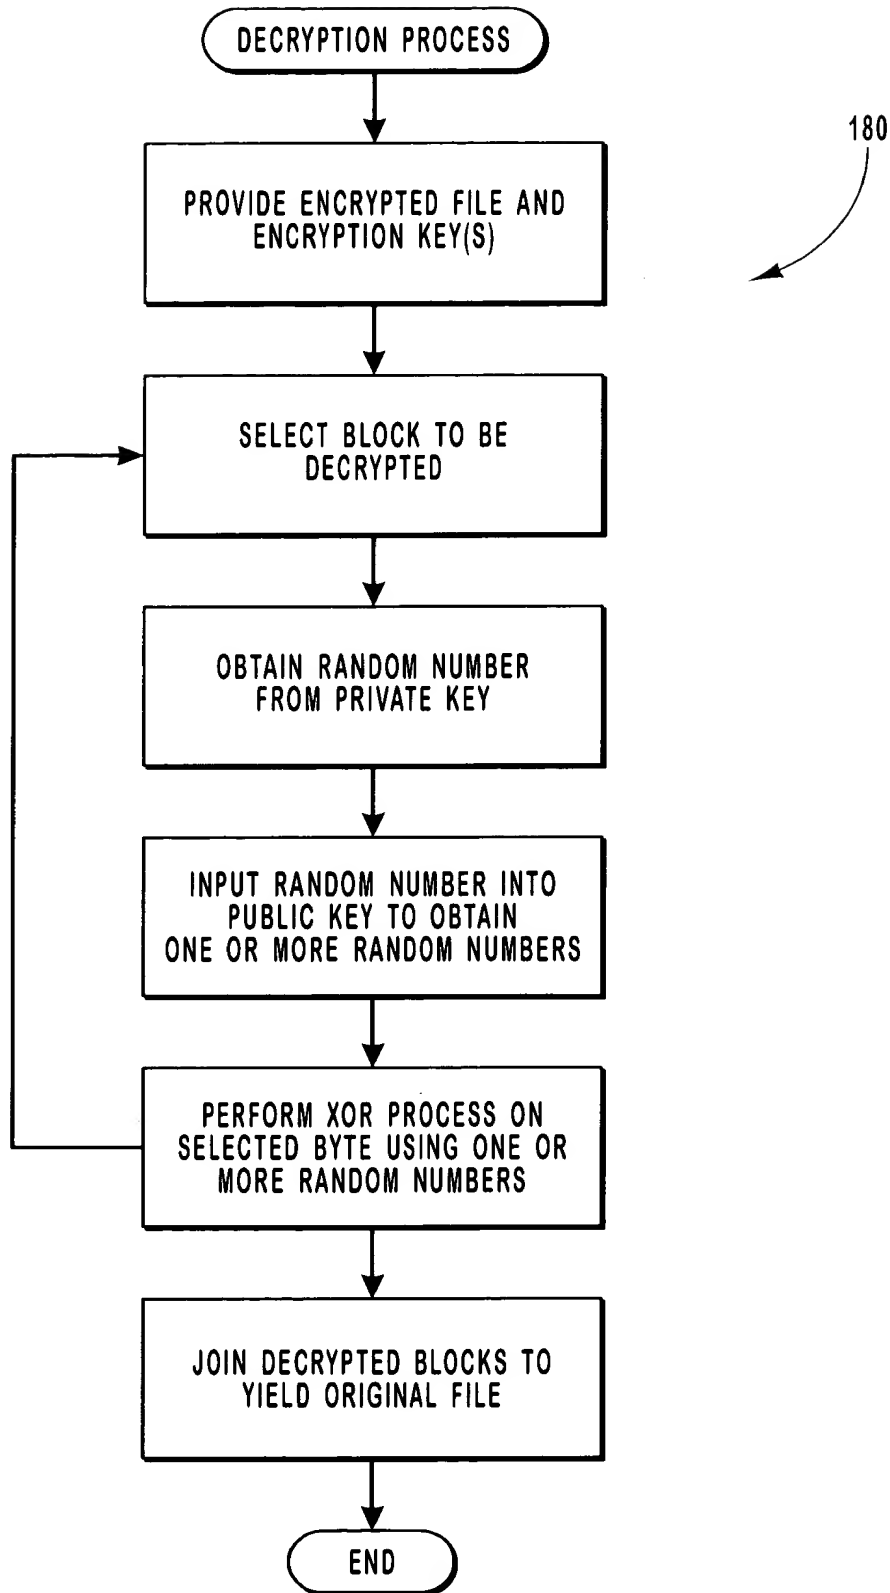 DECRYPTION PROCESS
180
PROVIDE ENCRYPTED FILE AND
ENCRYPTION KEY(S)
SELECT BLOCK TO BE
DECRYPTED
OBTAIN RANDOM NUMBER
FROM PRIVATE KEY
INPUT RANDOM NUMBER INTO
PUBLIC KEY TO OBTAIN
ONE OR MORE RANDOM NUMBERS
PERFORM XOR PROCESS ON
SELECTED BYTE USING ONE OR
MORE RANDOM NUMBERS
JOIN DECRYPTED BLOCKS TO
YIELD ORIGINAL FILE
END